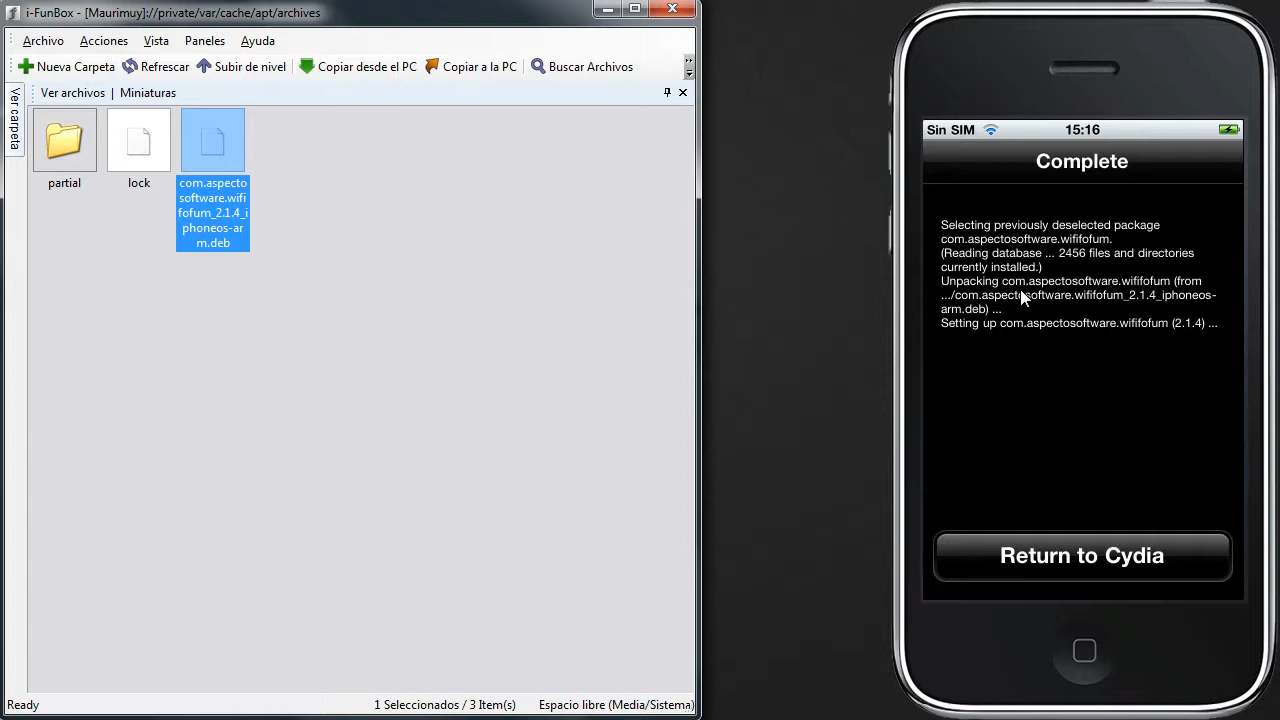 i-FunBox - [Maurimuy]://private/var/cache/apt/archives
Archivo Acciones Vista Paneles Ayuda
Nueva Carpeta Refrescar Subir de nivel Copiar desde el PC Copiar a la PC Buscar Archivos
Ver carpeta
Ver archivos Miniaturas
partial
lock
com.aspecto
software.wifi
fofum_2.1.4_i
phoneos-ar
m.deb
Ready 1 Seleccionados / 3 Item(s) Espacio libre (Media/Sistema)
Sin SIM 15:16
Complete
Selecting previously deselected package
com.aspectosoftware.wififofum.
(Reading database ... 2456 files and directories
currently installed.)
Unpacking com.aspectosoftware.wififofum (from
.../com.aspectosoftware.wififofum_2.1.4_iphoneos-
arm.deb) ...
Setting up com.aspectosoftware.wififofum (2.1.4) ...
Return to Cydia